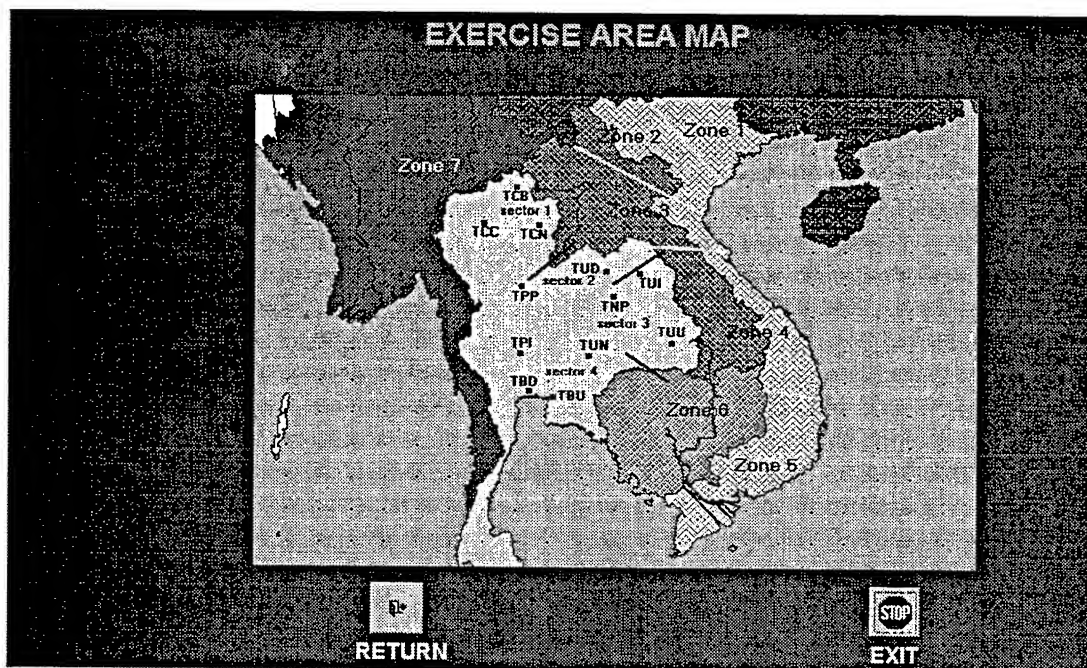 EXERCISE AREA MAP
Zone 2
Zone 1
Zone 7
TCB
sector 1
Zone 3
TLC
TCN
TUD
sector 2
TUI
TPP
TNP
sector 3
Zone 4
TUU
TPI
TUN
sector 4
TBD
TBU
Zone 6
Zone 5
STOP
RETURN
EXIT